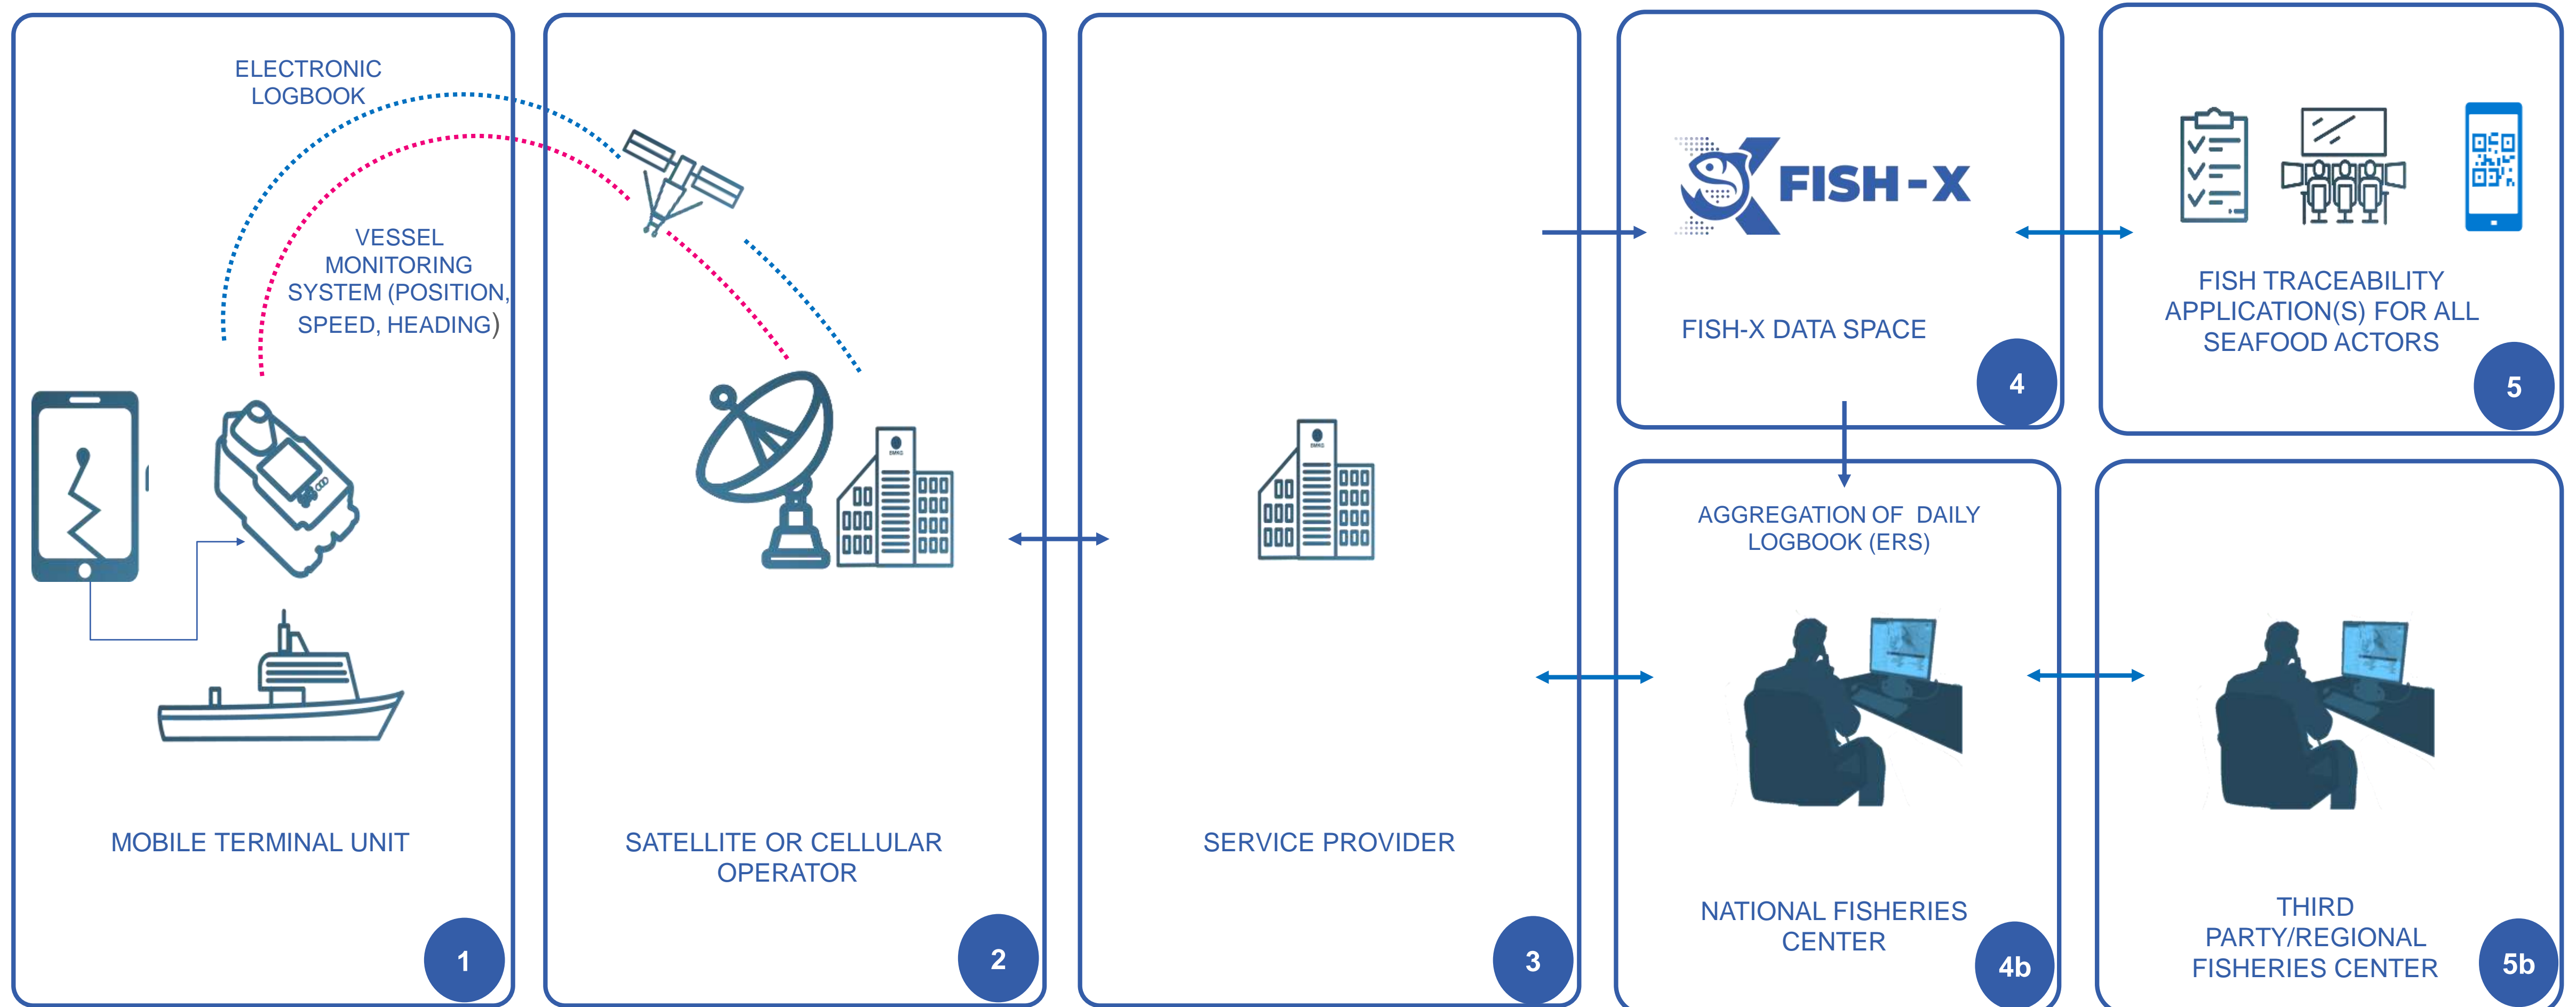 ELECTRONIC
LOGBOOK
VESSEL
MONITORING
SYSTEM (POSITION,
SPEED, HEADING)
MOBILE TERMINAL UNIT
1
EMKG
SATELLITE OR CELLULAR
OPERATOR
2
EMKG
SERVICE PROVIDER
3
FISH-X
FISH-X DATA SPACE
4
FISH TRACEABILITY
APPLICATION(S) FOR ALL
SEAFOOD ACTORS
5
AGGREGATION OF  DAILY
LOGBOOK (ERS)
NATIONAL FISHERIES
CENTER
4b
THIRD
PARTY/REGIONAL
FISHERIES CENTER
5b